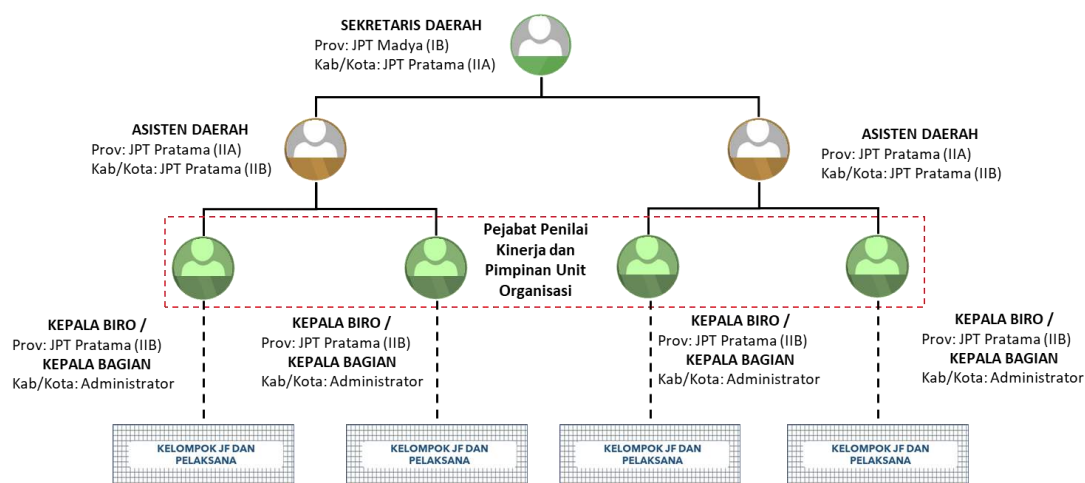 SEKRETARIS DAERAH
Prov: JPT Madya (IB)
Kab/Kota: JPT Pratama (IIA)
ASISTEN DAERAH
Prov: JPT Pratama (IIA)
Kab/Kota: JPT Pratama (IIB)
ASISTEN DAERAH
Prov: JPT Pratama (IIA)
Kab/Kota: JPT Pratama (IIB)
Pejabat Penilai
Kinerja dan
Pimpinan Unit
Organisasi
KEPALA BIRO /
Prov: JPT Pratama (IIB)
KEPALA BAGIAN
Kab/Kota: Administrator
KEPALA BIRO /
Prov: JPT Pratama (IIB)
KEPALA BAGIAN
Kab/Kota: Administrator
KEPALA BIRO /
Prov: JPT Pratama (IIB)
KEPALA BAGIAN
Kab/Kota: Administrator
KEPALA BIRO /
Prov: JPT Pratama (IIB)
KEPALA BAGIAN
Kab/Kota: Administrator
KELOMPOK JF DAN
PELAKSANA
KELOMPOK JF DAN
PELAKSANA
KELOMPOK JF DAN
PELAKSANA
KELOMPOK JF DAN
PELAKSANA